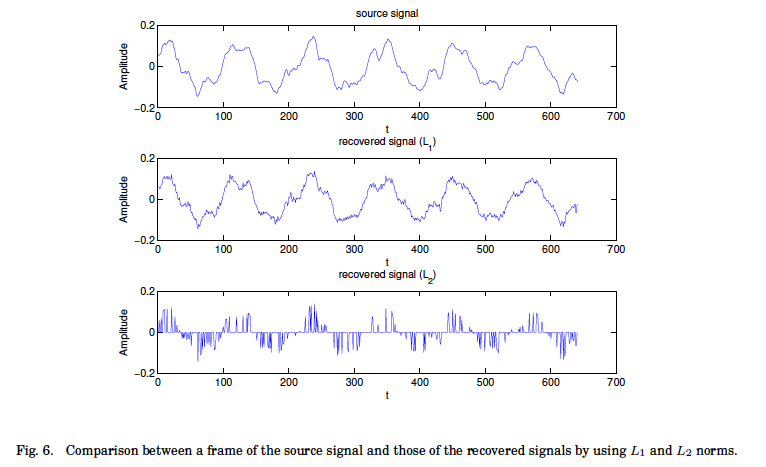 source signal
0.2
0
−0.2
Amplitude
0 100 200 300 400 500 600 700
t
recovered signal (L1)
0.2
0
−0.2
Amplitude
0 100 200 300 400 500 600 700
t
recovered signal (L2)
0.2
0
−0.2
Amplitude
0 100 200 300 400 500 600 700
t
Fig. 6. Comparison between a frame of the source signal and those of the recovered signals by using L1 and L2 norms.